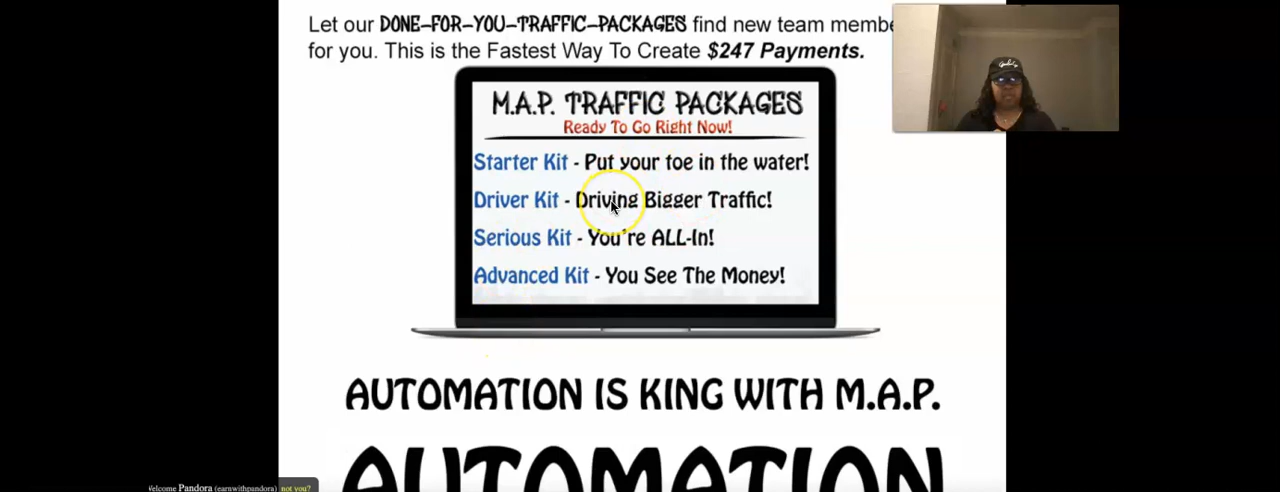 Let our DONE-FOR-YOU-TRAFFIC-PACKAGES find new team membe
for you. This is the Fastest Way To Create $247 Payments.
M.A.P. TRAFFIC PACKAGES
Ready To Go Right Now!
Starter Kit - Put your toe in the water!
Driver Kit - Driving Bigger Traffic!
Serious Kit - You're ALL-In!
Advanced Kit - You See The Money!
AUTOMATION IS KING WITH M.A.P.
AUTOMATION
Welcome Pandora (earnwithpandora) not you?